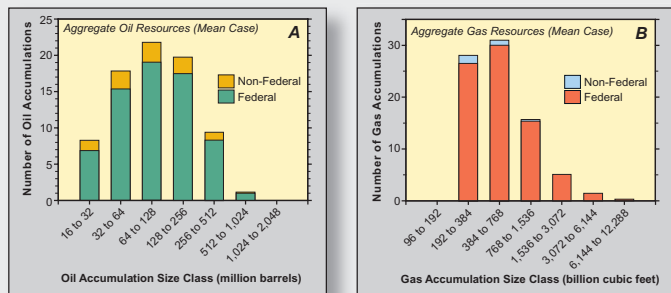 Aggregate Oil Resources (Mean Case)
A
Number of Oil Accumulations
25
20
15
10
5
0
Non-Federal
Federal
16 to 32
32 to 64
64 to 128
128 to 256
256 to 512
512 to 1,024
1,024 to 2,048
Oil Accumulation Size Class (million barrels)
Aggregate Gas Resources (Mean Case)
B
Number of Gas Accumulations
30
20
10
0
Non-Federal
Federal
96 to 192
192 to 384
384 to 768
768 to 1,536
1,536 to 3,072
3,072 to 6,144
6,144 to 12,288
Gas Accumulation Size Class (billion cubic feet)